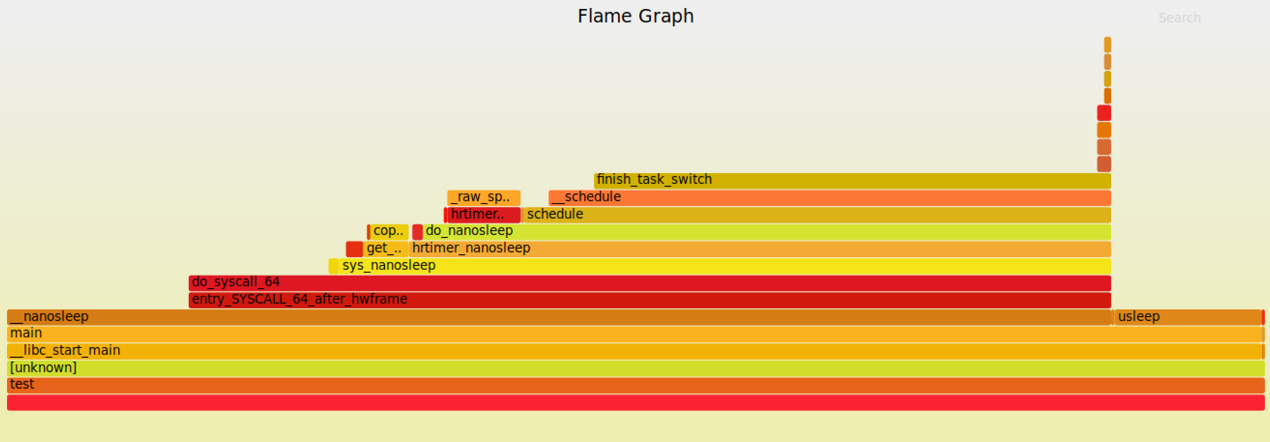 Flame Graph
Search
finish_task_switch
_raw_sp.. __schedule
hrtimer.. schedule
cop.. do_nanosleep
get_.. hrtimer_nanosleep
sys_nanosleep
do_syscall_64
entry_SYSCALL_64_after_hwframe
__nanosleep usleep
main
__libc_start_main
[unknown]
test